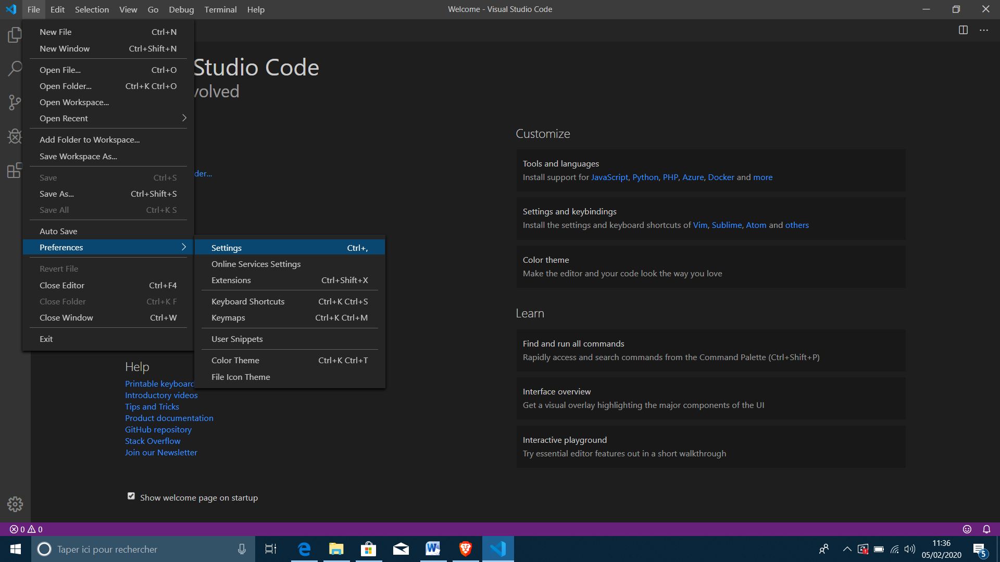 File Edit Selection View Go Debug Terminal Help
Welcome - Visual Studio Code
New File Ctrl+N
New Window Ctrl+Shift+N
Open File... Ctrl+O
Open Folder... Ctrl+K Ctrl+O
Open Workspace...
Open Recent
Add Folder to Workspace...
Save Workspace As...
Save Ctrl+S
Save As... Ctrl+Shift+S
Save All Ctrl+K S
Auto Save
Preferences
Revert File
Close Editor Ctrl+F4
Close Folder Ctrl+K F
Close Window Ctrl+W
Exit
Settings Ctrl+,
Online Services Settings
Extensions Ctrl+Shift+X
Keyboard Shortcuts Ctrl+K Ctrl+S
Keymaps Ctrl+K Ctrl+M
User Snippets
Color Theme Ctrl+K Ctrl+T
File Icon Theme
Studio Code
volved
der...
Help
Printable keyboard
Introductory videos
Tips and Tricks
Product documentation
GitHub repository
Stack Overflow
Join our Newsletter
Show welcome page on startup
Customize
Tools and languages
Install support for JavaScript, Python, PHP, Azure, Docker and more
Settings and keybindings
Install the settings and keyboard shortcuts of Vim, Sublime, Atom and others
Color theme
Make the editor and your code look the way you love
Learn
Find and run all commands
Rapidly access and search commands from the Command Palette (Ctrl+Shift+P)
Interface overview
Get a visual overlay highlighting the major components of the UI
Interactive playground
Try essential editor features out in a short walkthrough
0 0
Taper ici pour rechercher
11:36
05/02/2020
5